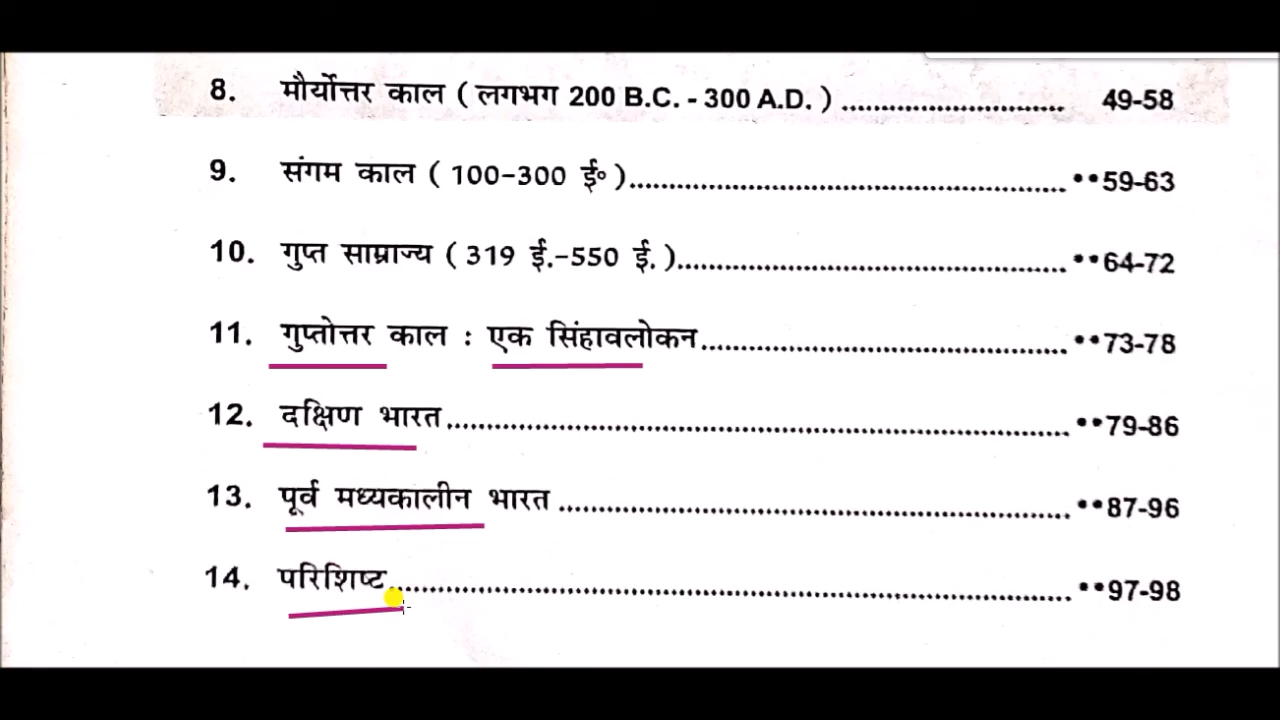 8. मौर्योत्तर काल ( लगभग 200 B.C. - 300 A.D. ) ................................ 49-58
9. संगम काल ( 100-300 ई॰ )...................................................... **59-63
10. गुप्त साम्राज्य ( 319 ई.-550 ई. )................................................ **64-72
11. गुप्तोत्तर काल : एक सिंहावलोकन............................................. **73-78
12. दक्षिण भारत.............................................................................. **79-86
13. पूर्व मध्यकालीन भारत ............................................................... **87-96
14. परिशिष्ट.................................................................................... **97-98